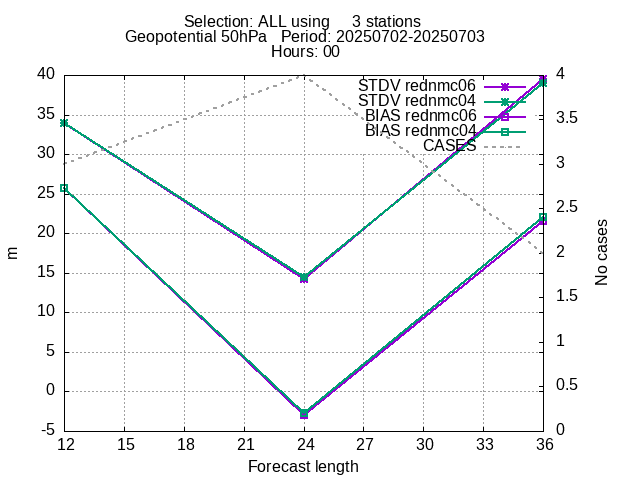 Selection: ALL using     3 stations
Geopotential 50hPa   Period: 20250702-20250703
Hours: 00
STDV rednmc06
STDV rednmc04
BIAS rednmc06
BIAS rednmc04
CASES
40
35
30
25
20
15
10
5
0
-5
m
4
3.5
3
2.5
2
1.5
1
0.5
0
No cases
12 15 18 21 24 27 30 33 36
Forecast length